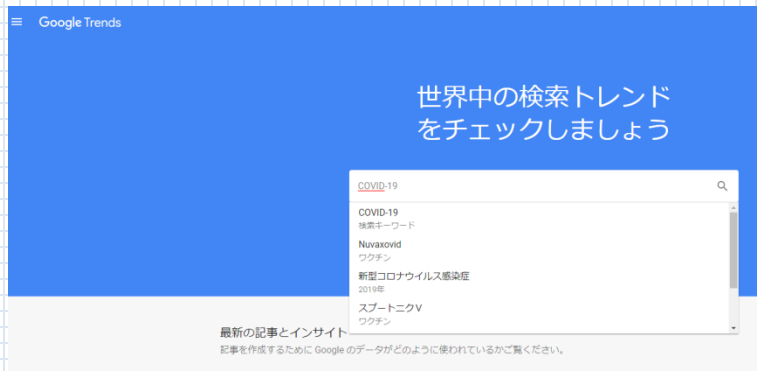 Google Trends
世界中の検索トレンド
をチェックしましょう
COVID-19
COVID-19
検索キーワード
Nuvaxovid
ワクチン
新型コロナウイルス感染症
2019年
スプートニクV
ワクチン
最新の記事とインサイト
記事を作成するために Google のデータがどのように使われているかご覧ください。